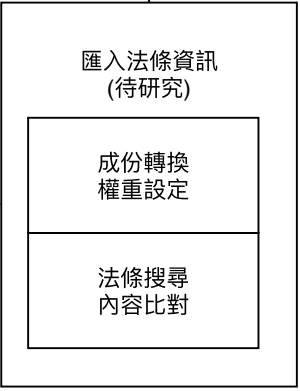 匯入法條資訊
(待研究)
成份轉換
權重設定
法條搜尋
內容比對